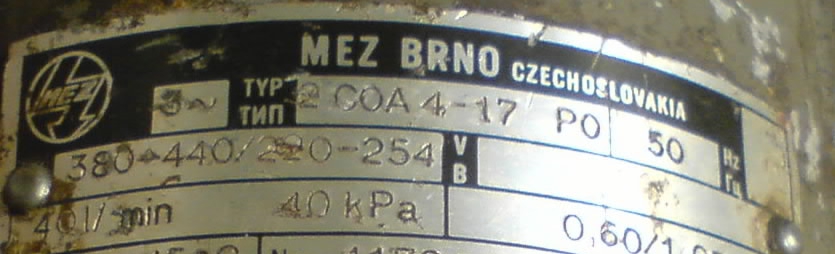 MEZ BRNO CZECHOSLOVAKIA
MEZ
3~ TYP ТИП 2 COA 4-17 PO 50 Hz Гц
380-440/220-254 V В
40 l/min 40 kPa 0,60/1